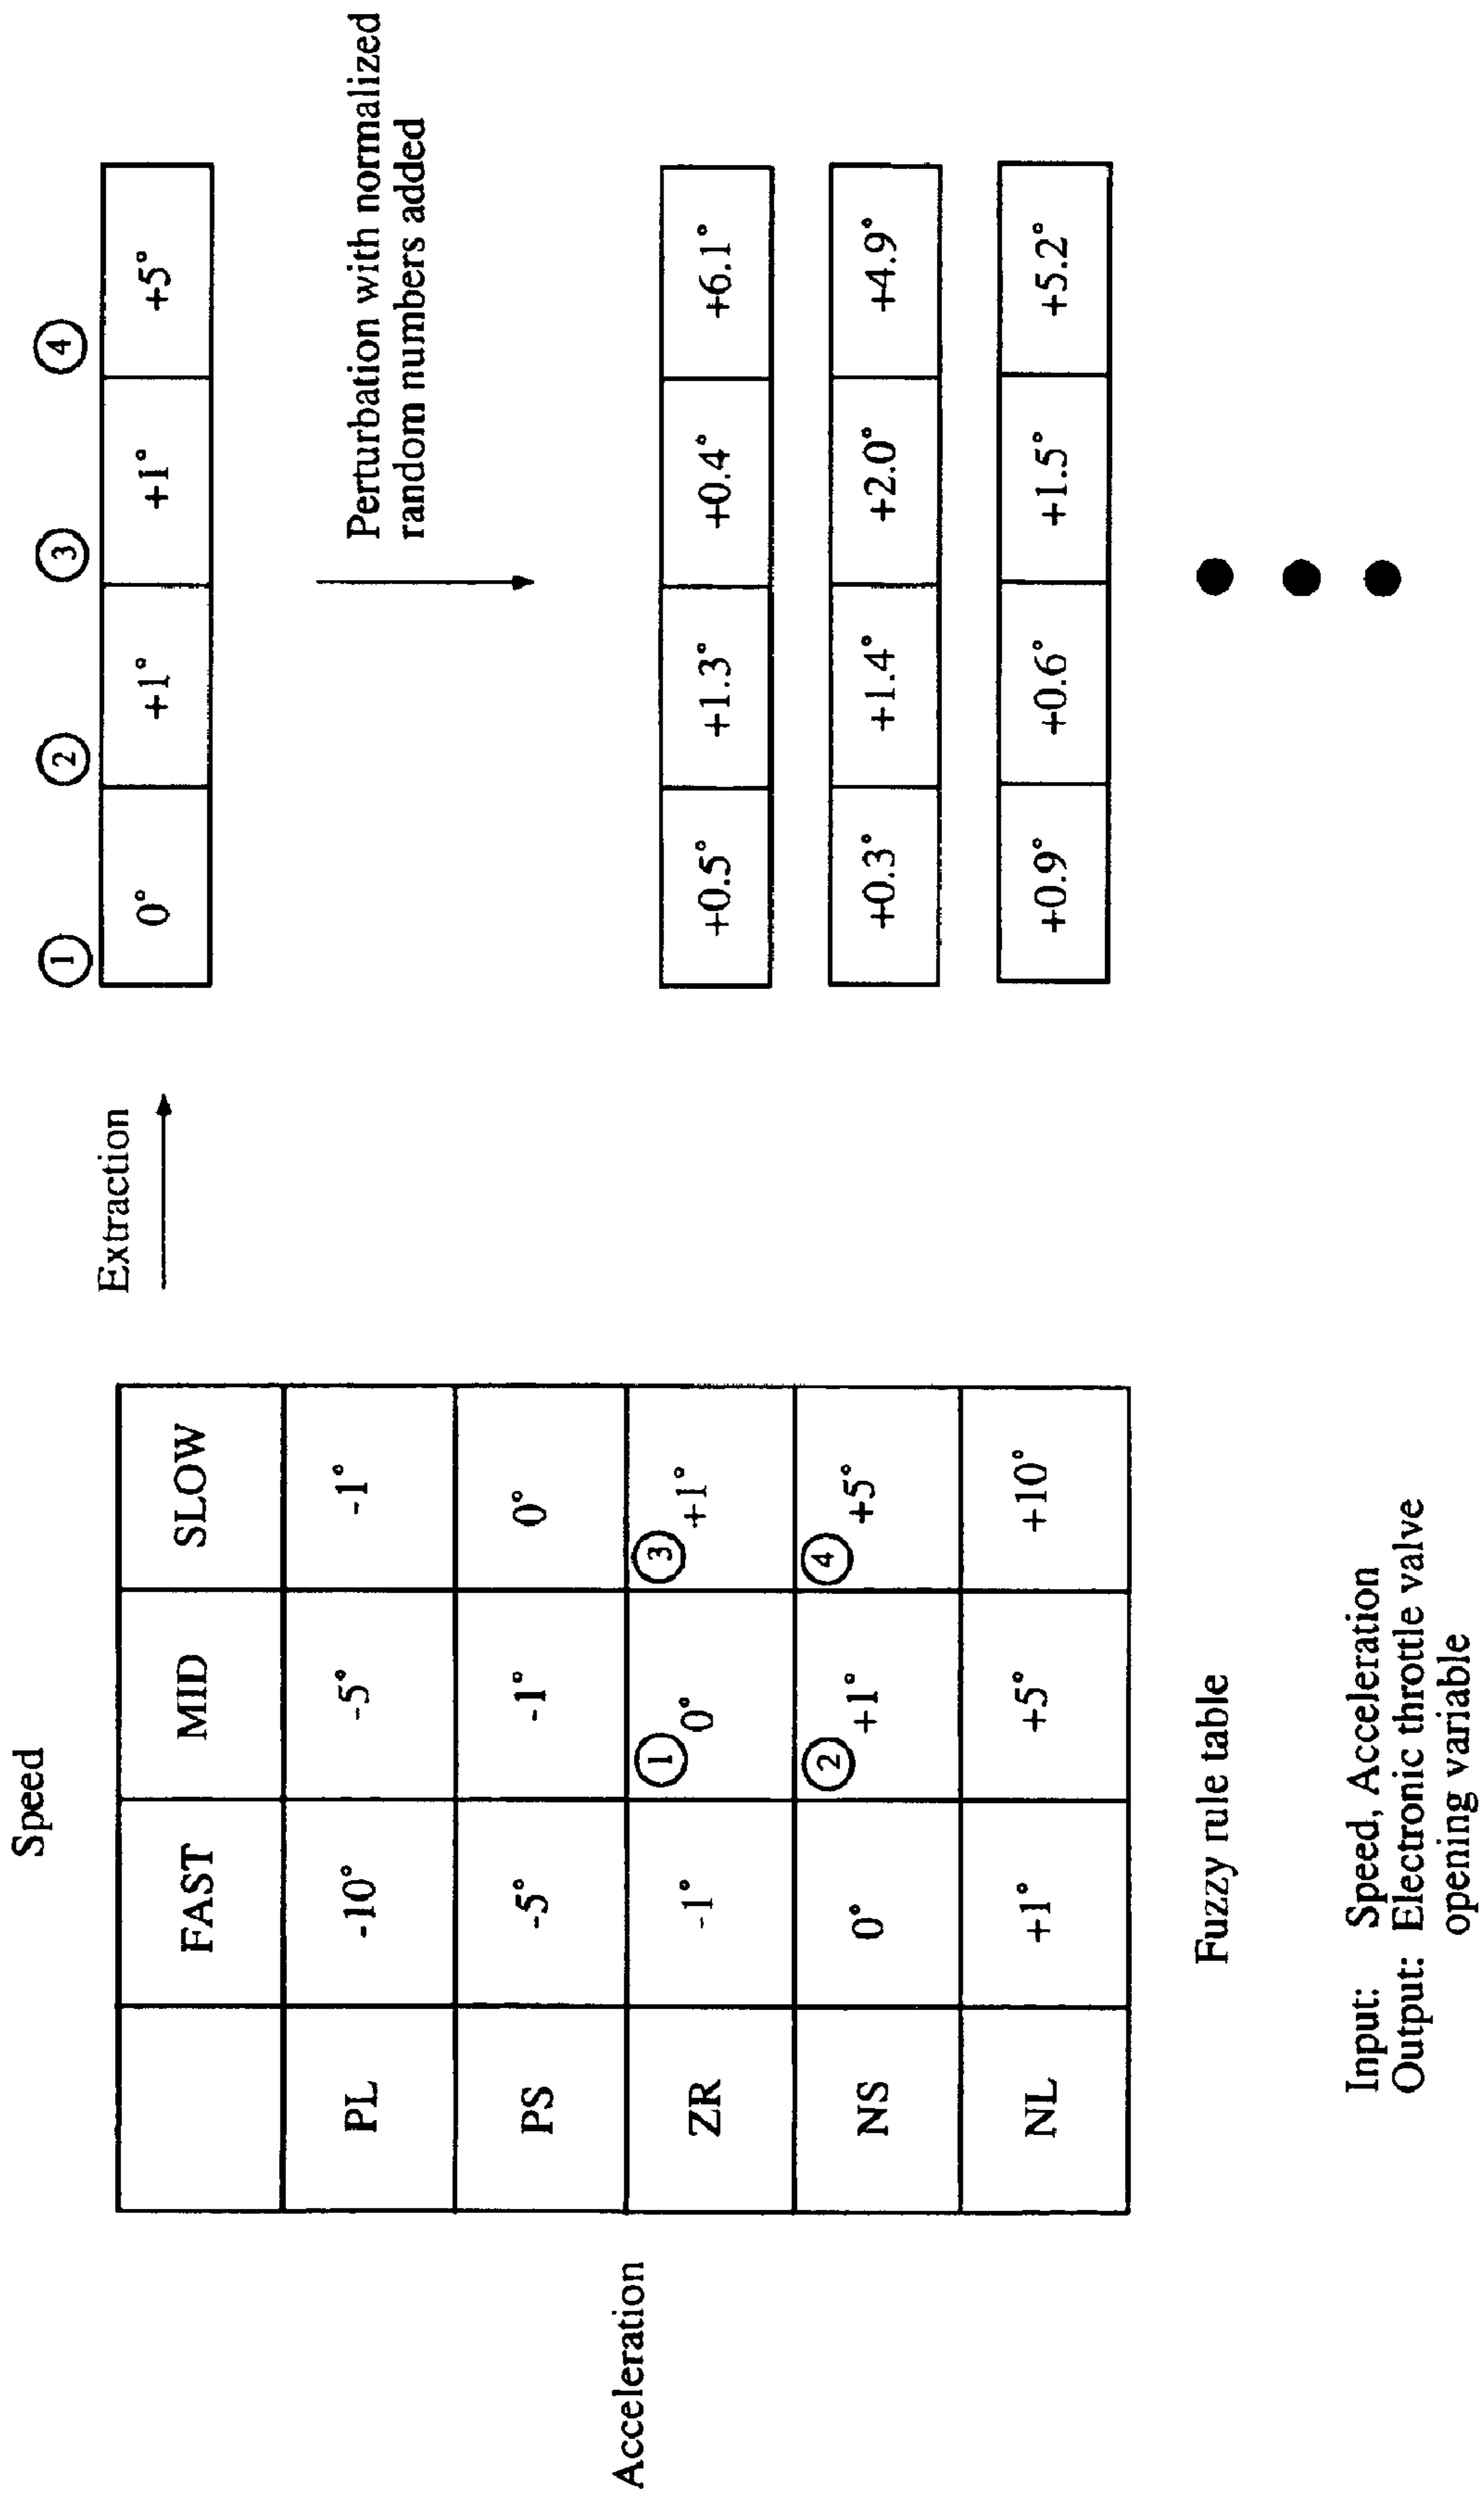 Speed
FAST MID SLOW
Acceleration
PL -10° -5° -1°
PS -5° -1° 0°
ZR -1° ① 0° ③ +1°
NS 0° ② +1° ④ +5°
NL +1° +5° +10°
Fuzzy rule table
Input: Speed, Acceleration
Output: Electronic throttle valve
opening variable
Extraction
① ② ③ ④
0° +1° +1° +5°
Perturbation with normalized
random numbers added
+0.5° +1.3° +0.4° +6.1°
+0.3° +1.4° +2.0° +4.9°
+0.9° +0.6° +1.5° +5.2°